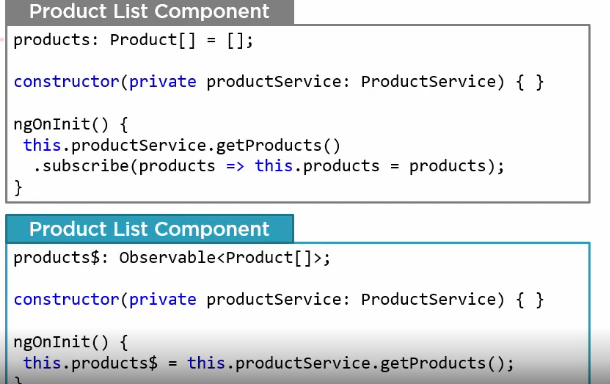 Product List Component
products: Product[] = [];
constructor(private productService: ProductService) { }
ngOnInit() {
this.productService.getProducts()
.subscribe(products => this.products = products);
}
Product List Component
products$: Observable<Product[]>;
constructor(private productService: ProductService) { }
ngOnInit() {
this.products$ = this.productService.getProducts();
}